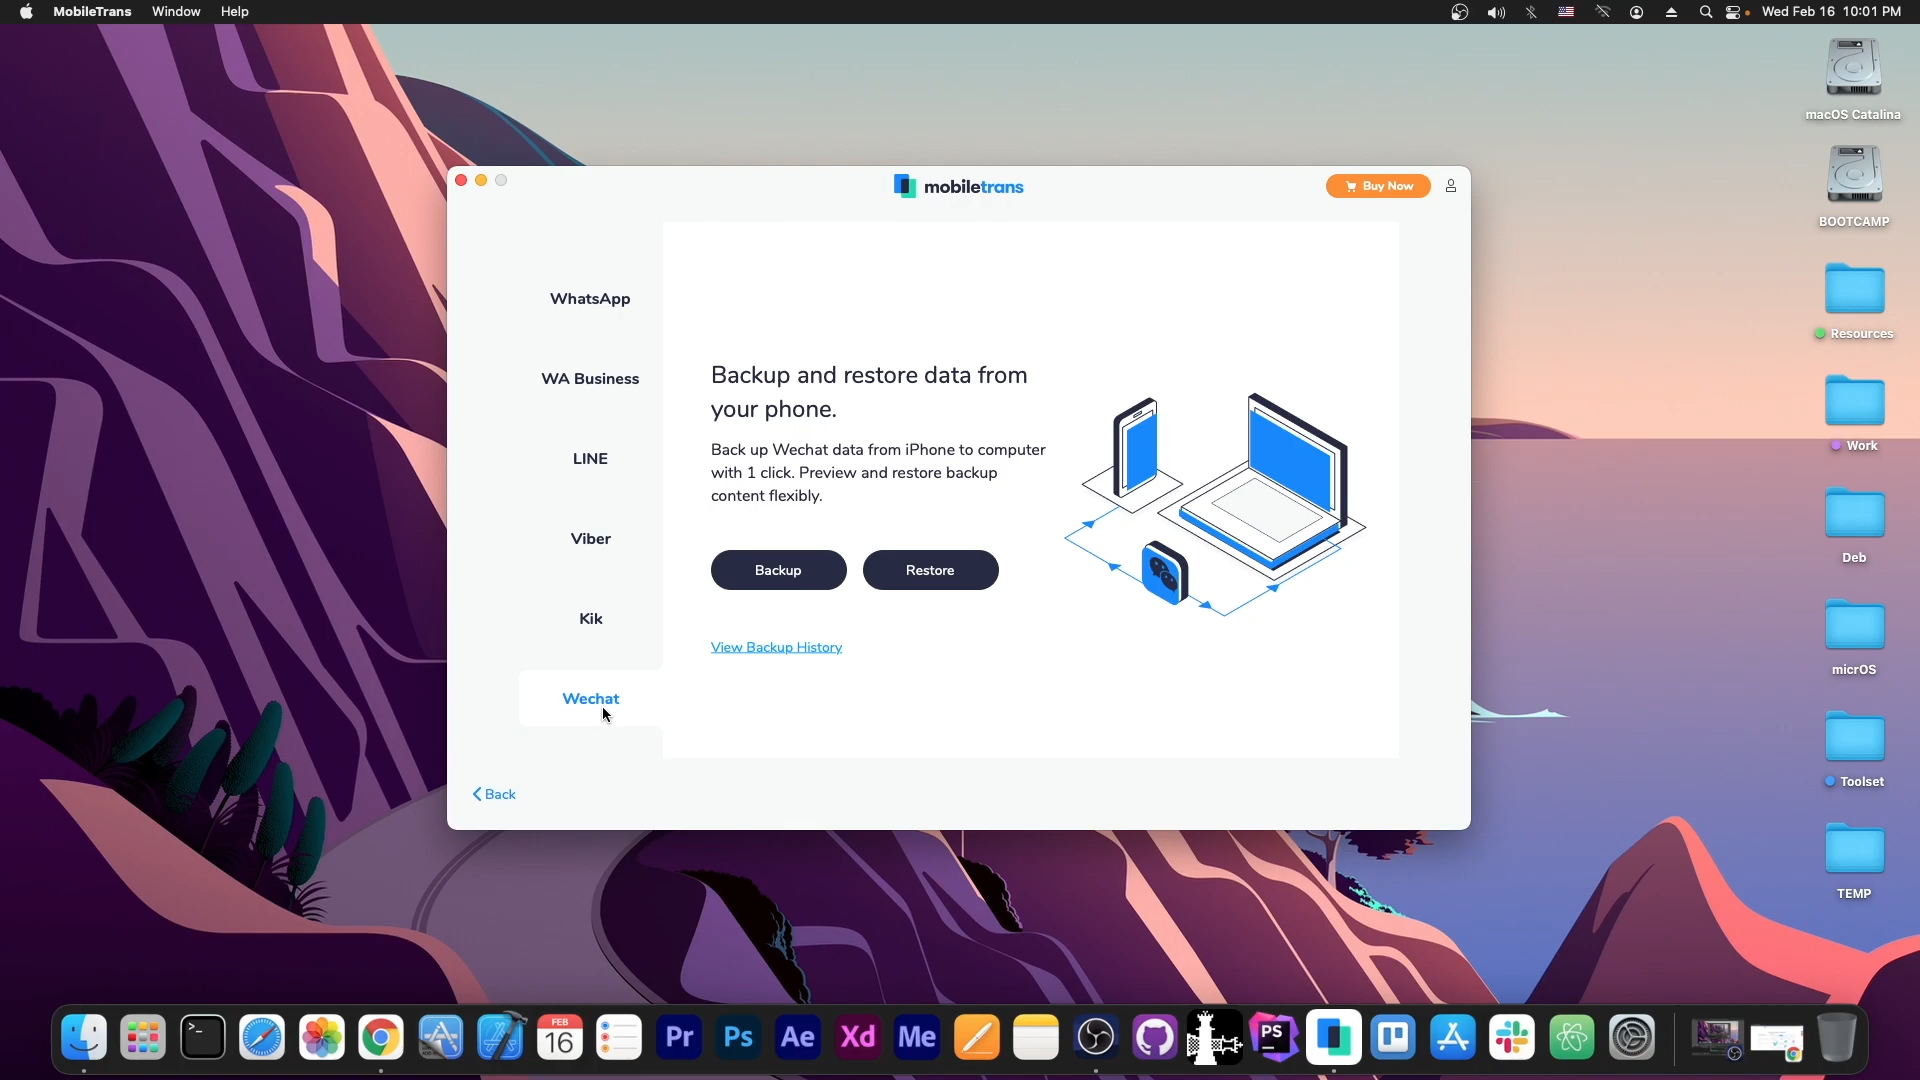 MobileTrans Window Help
Wed Feb 16 10:01 PM
macOS Catalina
BOOTCAMP
Resources
Work
Deb
micrOS
Toolset
TEMP
mobiletrans
Buy Now
WhatsApp
WA Business
LINE
Viber
Kik
Wechat
Backup and restore data from
your phone.
Back up Wechat data from iPhone to computer
with 1 click. Preview and restore backup
content flexibly.
Backup
Restore
View Backup History
Back
FEB
16
Pr
Ps
Ae
Xd
Me
PS